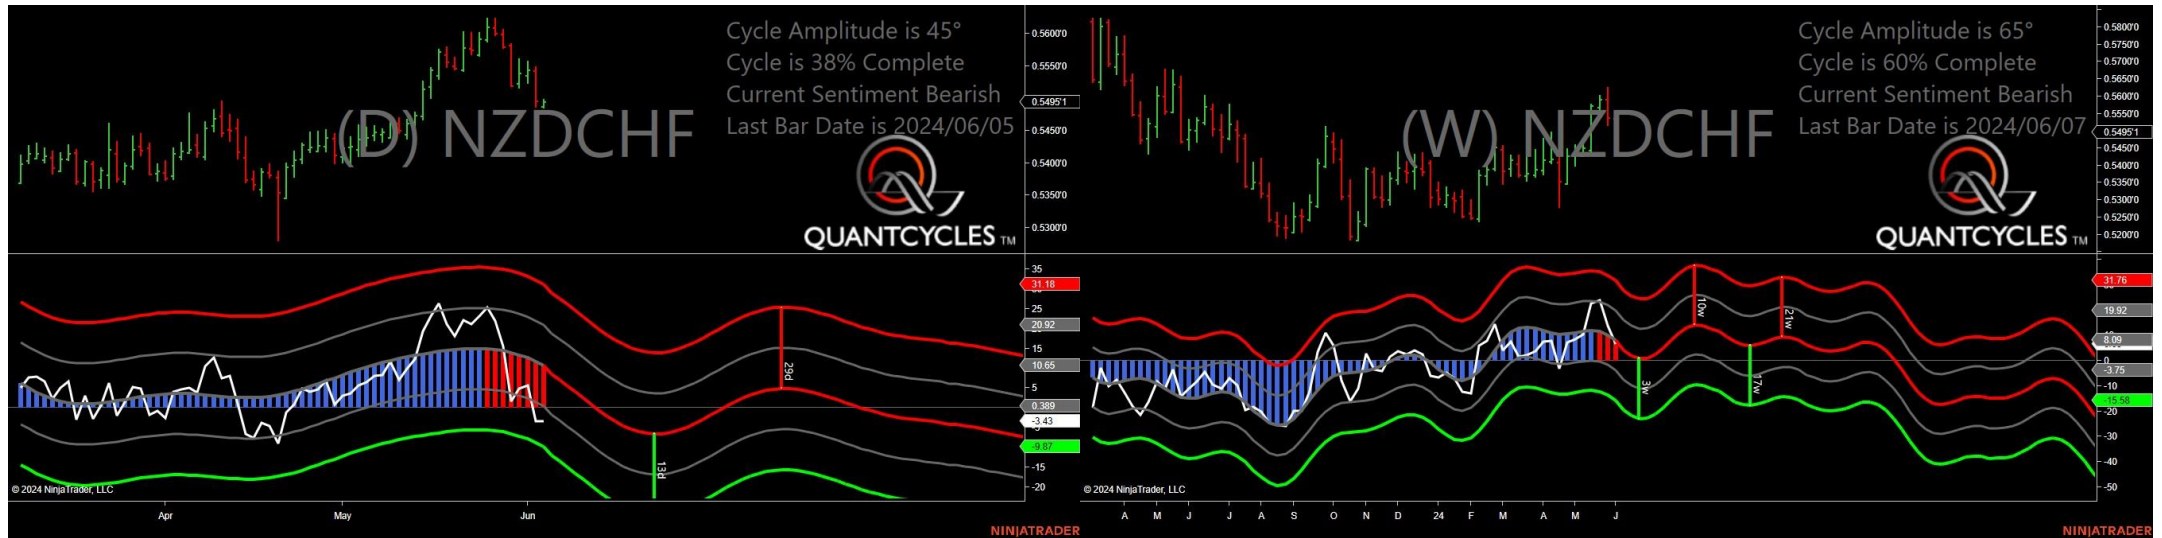 Cycle Amplitude is 45°
Cycle is 38% Complete
Current Sentiment Bearish
Last Bar Date is 2024/06/05
(D) NZDCHF
QUANTCYCLES TM
0.5600'0
0.5550'0
0.5495'1
0.5450'0
0.5400'0
0.5350'0
0.5300'0
35
31.18
25
20.92
15
10.65
5
0.389
-3.43
-9.87
-15
-20
29d
13d
© 2024 NinjaTrader, LLC
Apr May Jun
NINJATRADER
Cycle Amplitude is 65°
Cycle is 60% Complete
Current Sentiment Bearish
Last Bar Date is 2024/06/07
(W) NZDCHF
QUANTCYCLES TM
0.5800'0
0.5750'0
0.5700'0
0.5650'0
0.5600'0
0.5550'0
0.5495'1
0.5450'0
0.5400'0
0.5350'0
0.5300'0
0.5250'0
0.5200'0
31.76
19.92
8.09
0
-3.75
-10
-15.58
-20
-30
-40
-50
10w
21w
3w
17w
© 2024 NinjaTrader, LLC
A M J J A S O N D 24 F M A M J
NINJATRADER